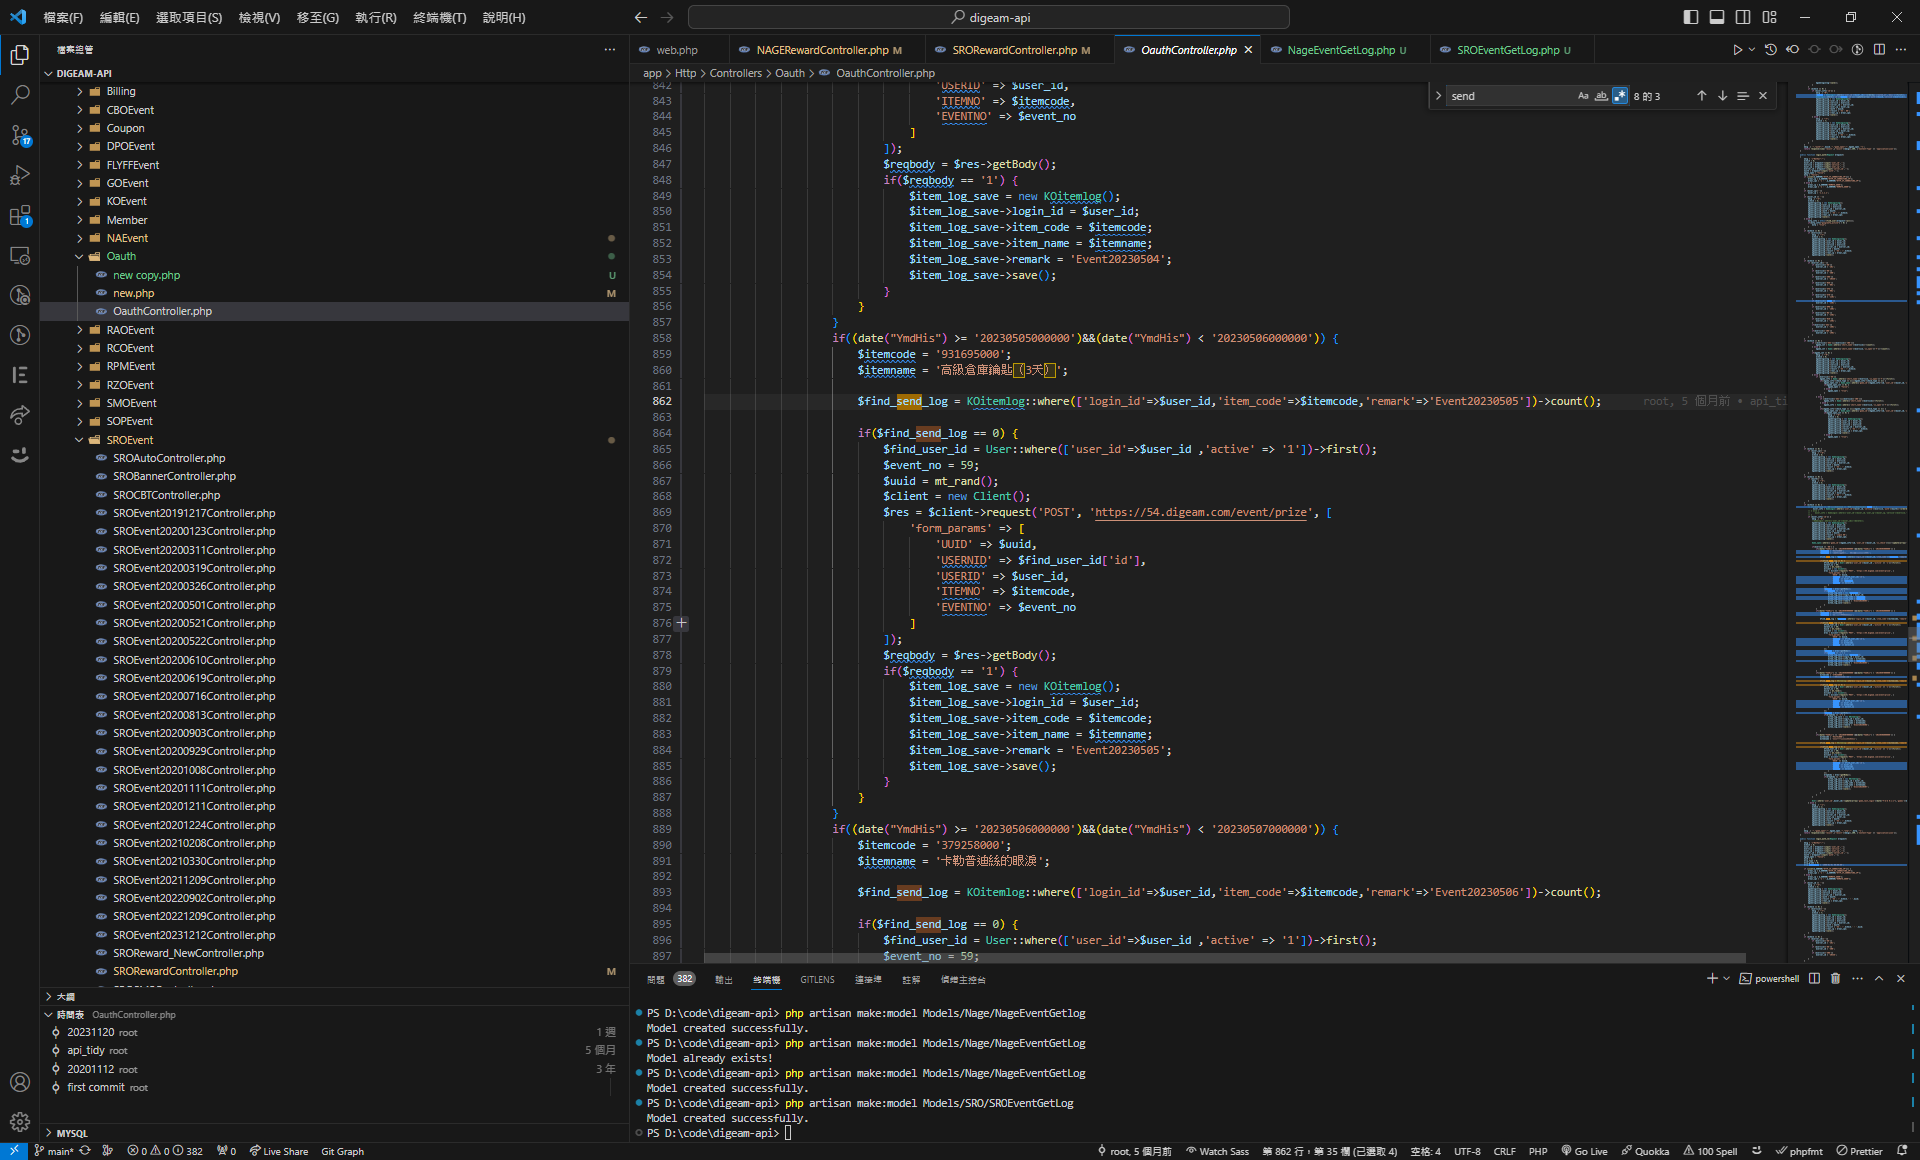 檔案(F) 編輯(E) 選取項目(S) 檢視(V) 移至(G) 執行(R) 終端機(T) 說明(H)
digeam-api
檔案總管
web.php
NAGERewardController.php M
SRORewardController.php M
OauthController.php
NageEventGetLog.php U
SROEventGetLog.php U
DIGEAM-API
app > Http > Controllers > Oauth > OauthController.php
send
Aa ab
8 的 3
Billing
CBOEvent
Coupon
DPOEvent
FLYFFEvent
GOEvent
KOEvent
Member
NAEvent
Oauth
new copy.php U
new.php M
OauthController.php
RAOEvent
RCOEvent
RPMEvent
RZOEvent
SMOEvent
SOPEvent
SROEvent
SROAutoController.php
SROBannerController.php
SROCBTController.php
SROEvent20191217Controller.php
SROEvent20200123Controller.php
SROEvent20200311Controller.php
SROEvent20200319Controller.php
SROEvent20200326Controller.php
SROEvent20200501Controller.php
SROEvent20200521Controller.php
SROEvent20200522Controller.php
SROEvent20200610Controller.php
SROEvent20200619Controller.php
SROEvent20200716Controller.php
SROEvent20200813Controller.php
SROEvent20200903Controller.php
SROEvent20200929Controller.php
SROEvent20201008Controller.php
SROEvent20201111Controller.php
SROEvent20201211Controller.php
SROEvent20201224Controller.php
SROEvent20210208Controller.php
SROEvent20210330Controller.php
SROEvent20211209Controller.php
SROEvent20220902Controller.php
SROEvent20221209Controller.php
SROEvent20231212Controller.php
SROReward_NewController.php
SRORewardController.php M
大綱
時間表 OauthController.php
20231120 root 1 週
api_tidy root 5 個月
20201112 root 3 年
first commit root
MYSQL
842 'USERID' => $user_id,
843 'ITEMNO' => $itemcode,
844 'EVENTNO' => $event_no
845 ]
846 ]);
847 $reqbody = $res->getBody();
848 if($reqbody == '1') {
849 $item_log_save = new KOitemlog();
850 $item_log_save->login_id = $user_id;
851 $item_log_save->item_code = $itemcode;
852 $item_log_save->item_name = $itemname;
853 $item_log_save->remark = 'Event20230504';
854 $item_log_save->save();
855 }
856 }
857 }
858 if((date("YmdHis") >= '20230505000000')&&(date("YmdHis") < '20230506000000')) {
859 $itemcode = '931695000';
860 $itemname = '高級倉庫鑰匙（3天）';
861
862 $find_send_log = KOitemlog::where(['login_id'=>$user_id,'item_code'=>$itemcode,'remark'=>'Event20230505'])->count(); root, 5 個月前 • api_ti
863
864 if($find_send_log == 0) {
865 $find_user_id = User::where(['user_id'=>$user_id ,'active' => '1'])->first();
866 $event_no = 59;
867 $uuid = mt_rand();
868 $client = new Client();
869 $res = $client->request('POST', 'https://54.digeam.com/event/prize', [
870 'form_params' => [
871 'UUID' => $uuid,
872 'USERNID' => $find_user_id['id'],
873 'USERID' => $user_id,
874 'ITEMNO' => $itemcode,
875 'EVENTNO' => $event_no
876 ]
877 ]);
878 $reqbody = $res->getBody();
879 if($reqbody == '1') {
880 $item_log_save = new KOitemlog();
881 $item_log_save->login_id = $user_id;
882 $item_log_save->item_code = $itemcode;
883 $item_log_save->item_name = $itemname;
884 $item_log_save->remark = 'Event20230505';
885 $item_log_save->save();
886 }
887 }
888 }
889 if((date("YmdHis") >= '20230506000000')&&(date("YmdHis") < '20230507000000')) {
890 $itemcode = '379258000';
891 $itemname = '卡勒普迪絲的眼淚';
892
893 $find_send_log = KOitemlog::where(['login_id'=>$user_id,'item_code'=>$itemcode,'remark'=>'Event20230506'])->count();
894
895 if($find_send_log == 0) {
896 $find_user_id = User::where(['user_id'=>$user_id ,'active' => '1'])->first();
897 $event_no = 59;
問題 382 輸出 終端機 GITLENS 連接埠 註解 偵錯主控台
powershell
PS D:\code\digeam-api> php artisan make:model Models/Nage/NageEventGetlog
Model created successfully.
PS D:\code\digeam-api> php artisan make:model Models/Nage/NageEventGetLog
Model already exists!
PS D:\code\digeam-api> php artisan make:model Models/Nage/NageEventGetLog
Model created successfully.
PS D:\code\digeam-api> php artisan make:model Models/SRO/SROEventGetLog
Model created successfully.
PS D:\code\digeam-api>
17
1
main* 0 0 382 0 Live Share Git Graph
root, 5 個月前 Watch Sass 第 862 行，第 35 欄 (已選取 4) 空格: 4 UTF-8 CRLF PHP Go Live Quokka 100 Spell phpfmt Prettier